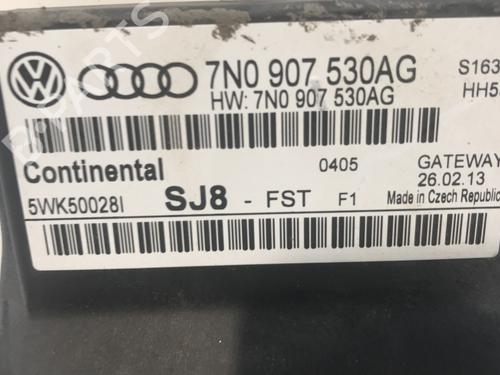 7N0 907 530AG
HW: 7N0 907 530AG
S163
HH5
Continental
0405
GATEWAY
5WK50028I
SJ8 - FST F1
26.02.13
Made in Czech Republic
B-PARTS